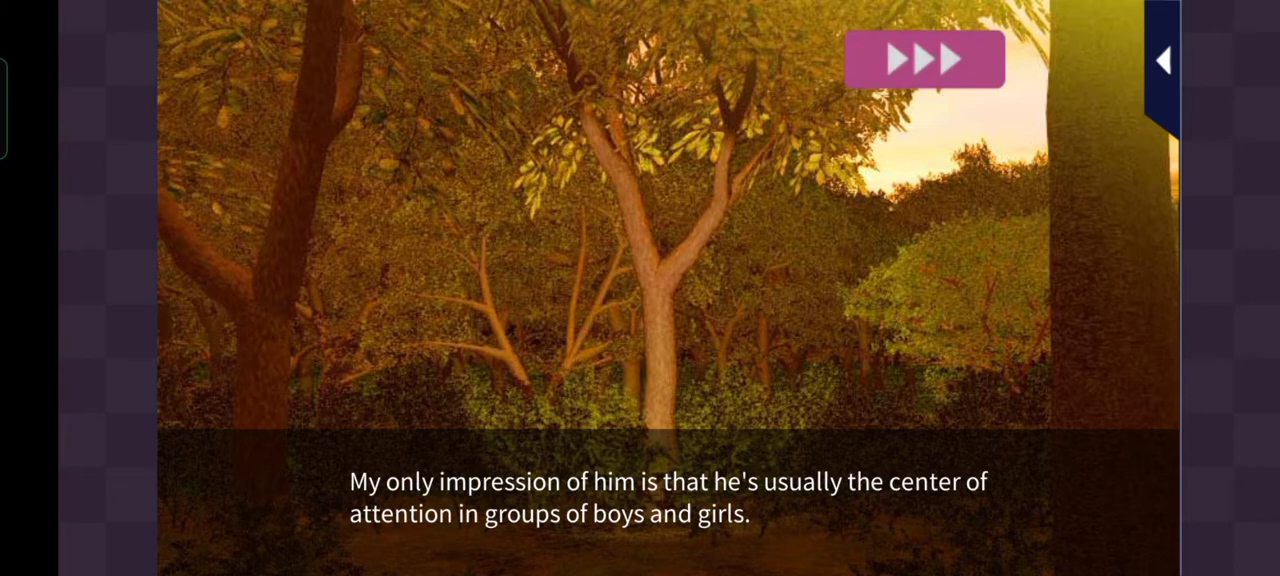 My only impression of him is that he's usually the center of
attention in groups of boys and girls.